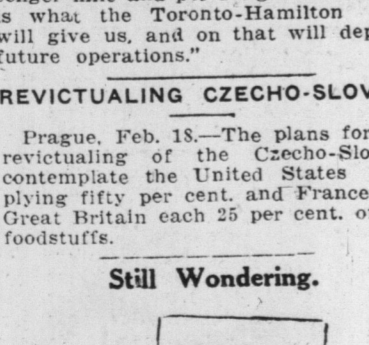 is what the Toronto-Hamilton
will give us, and on that will dep
future operations."
REVICTUALING CZECHO-SLOV
Prague, Feb. 18.—The plans for
revictualing of the Czecho-Slo
contemplate the United States
plying fifty per cent. and France
Great Britain each 25 per cent. o
foodstuffs.
Still Wondering.